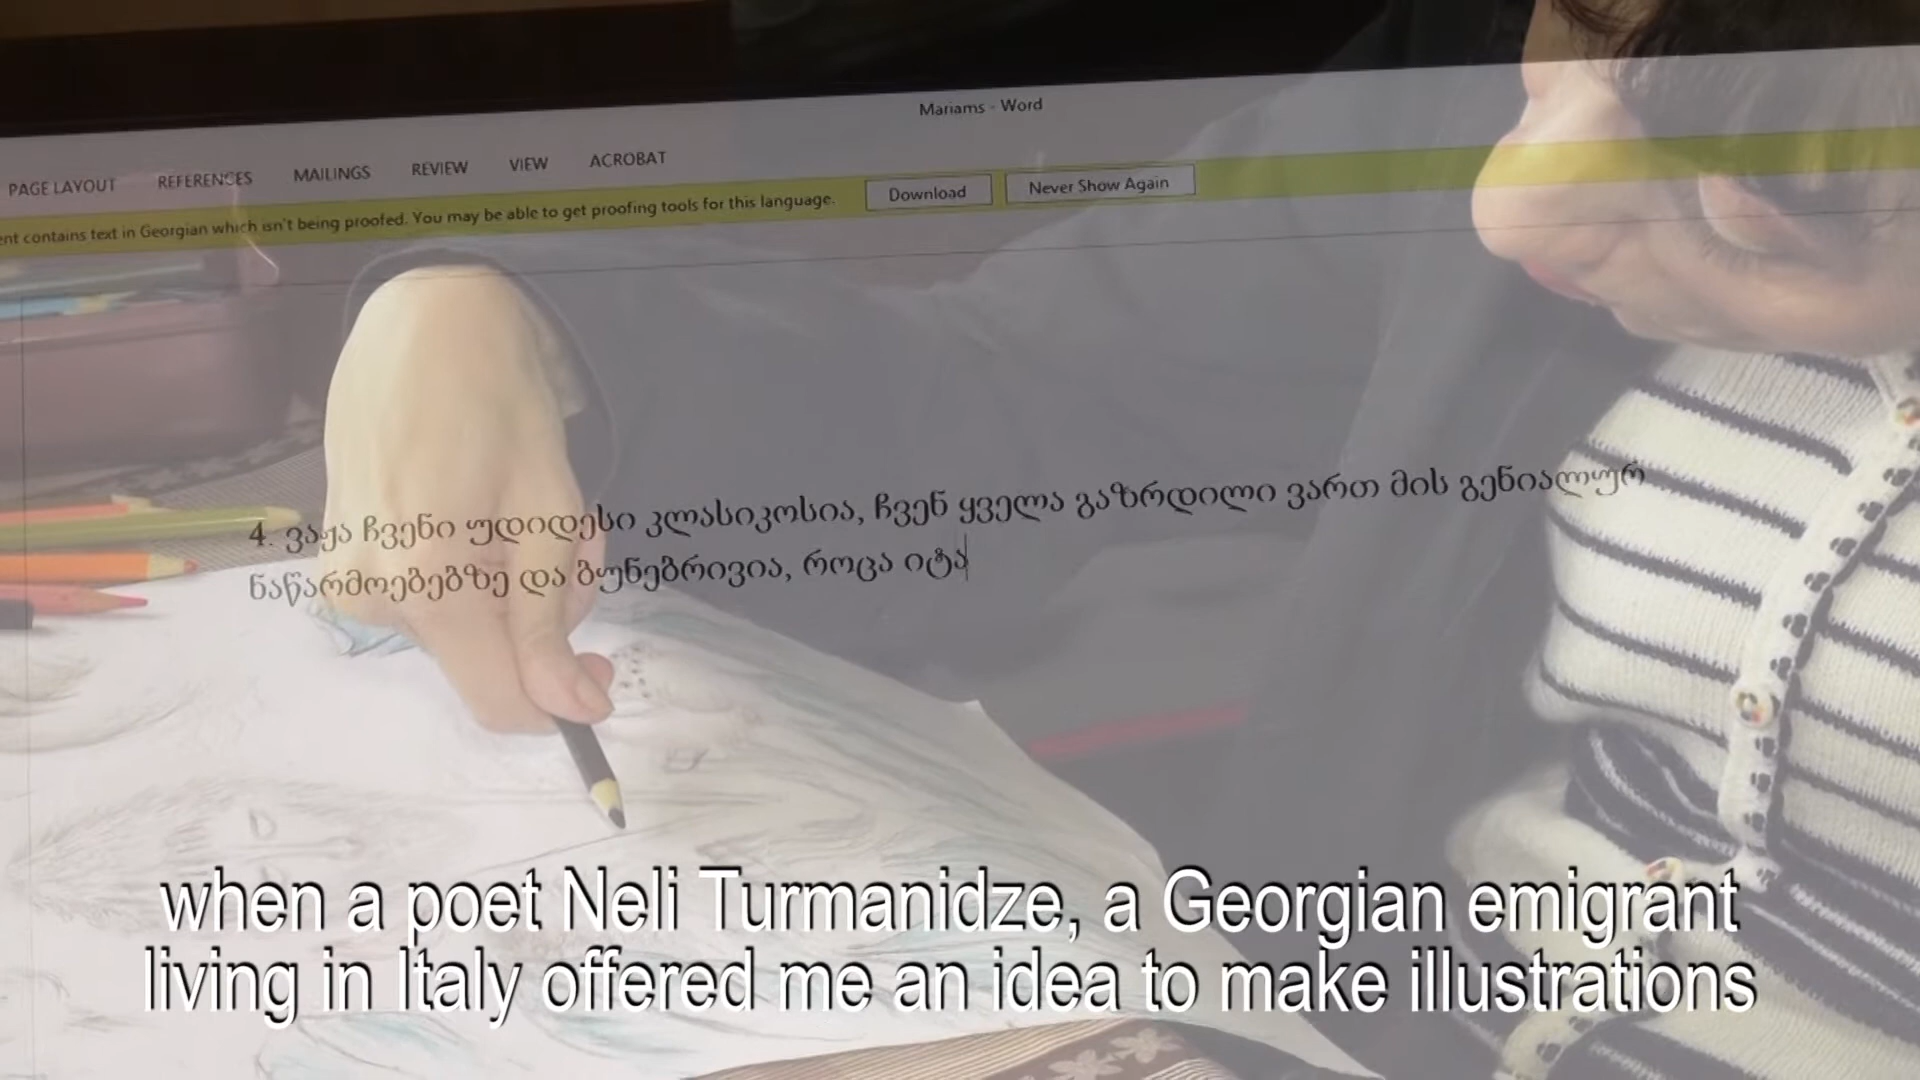 Mariams - Word
PAGE LAYOUT REFERENCES MAILINGS REVIEW VIEW ACROBAT
contains text in Georgian which isn't being proofed. You may be able to get proofing tools for this language. Download Never Show Again
4. ვაჟა ჩვენი უდიდესი კლასიკოსია, ჩვენ ყველა გაზრდილი ვართ მის გენიალურ
ნაწარმოებებზე და ბუნებრივია, როცა იტა
when a poet Neli Turmanidze, a Georgian emigrant
living in Italy offered me an idea to make illustrations